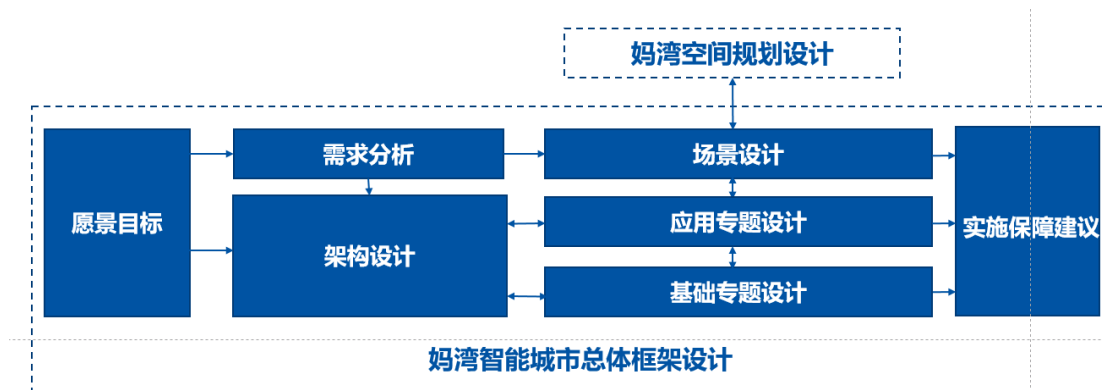 妈湾空间规划设计
愿景目标
需求分析
架构设计
场景设计
应用专题设计
基础专题设计
实施保障建议
妈湾智能城市总体框架设计